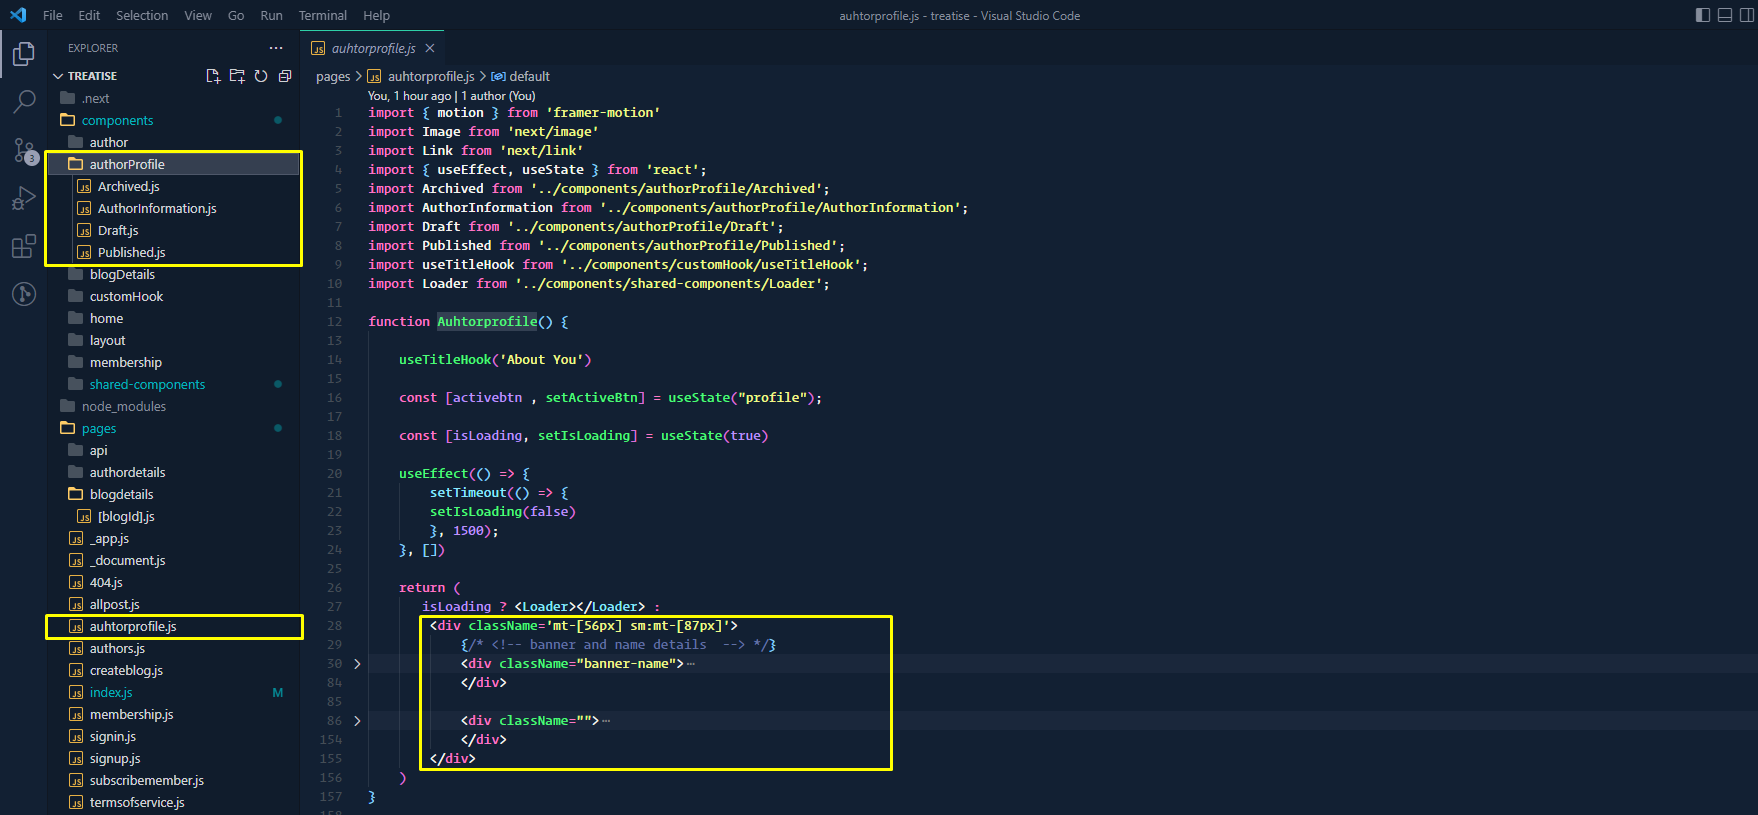 File Edit Selection View Go Run Terminal Help
auhtorprofile.js - treatise - Visual Studio Code
EXPLORER
TREATISE
.next
components
author
authorProfile
Archived.js
AuthorInformation.js
Draft.js
Published.js
blogDetails
customHook
home
layout
membership
shared-components
node_modules
pages
api
authordetails
blogdetails
[blogId].js
_app.js
_document.js
404.js
allpost.js
auhtorprofile.js
authors.js
createblog.js
index.js M
membership.js
signin.js
signup.js
subscribemember.js
termsofservice.js
3
auhtorprofile.js
pages > auhtorprofile.js > default
You, 1 hour ago | 1 author (You)
1 import { motion } from 'framer-motion'
2 import Image from 'next/image'
3 import Link from 'next/link'
4 import { useEffect, useState } from 'react';
5 import Archived from '../components/authorProfile/Archived';
6 import AuthorInformation from '../components/authorProfile/AuthorInformation';
7 import Draft from '../components/authorProfile/Draft';
8 import Published from '../components/authorProfile/Published';
9 import useTitleHook from '../components/customHook/useTitleHook';
10 import Loader from '../components/shared-components/Loader';
11
12 function Auhtorprofile() {
13
14 useTitleHook('About You')
15
16 const [activebtn , setActiveBtn] = useState("profile");
17
18 const [isLoading, setIsLoading] = useState(true)
19
20 useEffect(() => {
21 setTimeout(() => {
22 setIsLoading(false)
23 }, 1500);
24 }, [])
25
26 return (
27 isLoading ? <Loader></Loader> :
28 <div className='mt-[56px] sm:mt-[87px]'>
29 {/* <!-- banner and name details --> */}
30 <div className="banner-name"> ⋯
84 </div>
85
86 <div className=""> ⋯
154 </div>
155 </div>
156 )
157 }
158